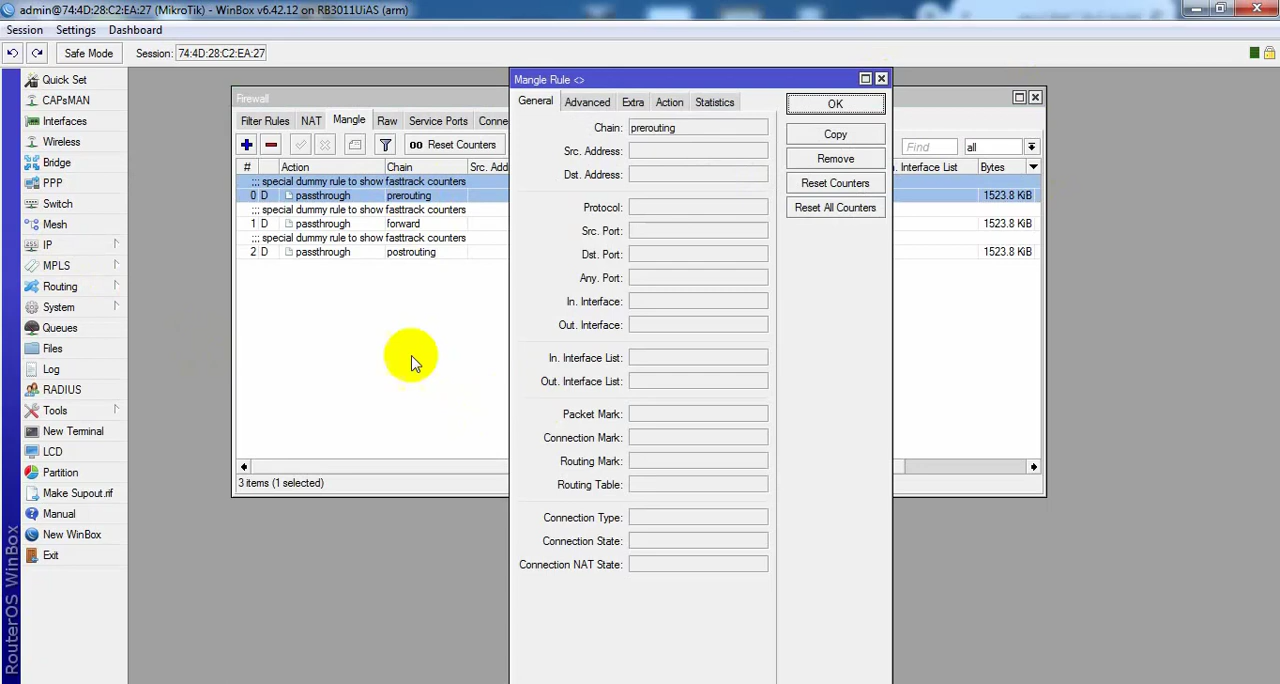 admin@74:4D:28:C2:EA:27 (MikroTik) - WinBox v6.42.12 on RB3011UiAS (arm)
Session Settings Dashboard
Safe Mode Session: 74:4D:28:C2:EA:27
Quick Set
CAPsMAN
Interfaces
Wireless
Bridge
PPP
Switch
Mesh
IP
MPLS
Routing
System
Queues
Files
Log
RADIUS
Tools
New Terminal
LCD
Partition
Make Supout.rif
Manual
New WinBox
Exit
RouterOS WinBox
Firewall
Filter Rules NAT Mangle Raw Service Ports Conne
00 Reset Counters Find all
# Action Chain Src. Add . Interface List Bytes
;;; special dummy rule to show fasttrack counters
0 D passthrough prerouting 1523.8 KiB
;;; special dummy rule to show fasttrack counters
1 D passthrough forward 1523.8 KiB
;;; special dummy rule to show fasttrack counters
2 D passthrough postrouting 1523.8 KiB
3 items (1 selected)
Mangle Rule <>
General Advanced Extra Action Statistics
Chain: prerouting
Src. Address:
Dst. Address:
Protocol:
Src. Port:
Dst. Port:
Any. Port:
In. Interface:
Out. Interface:
In. Interface List:
Out. Interface List:
Packet Mark:
Connection Mark:
Routing Mark:
Routing Table:
Connection Type:
Connection State:
Connection NAT State:
OK
Copy
Remove
Reset Counters
Reset All Counters